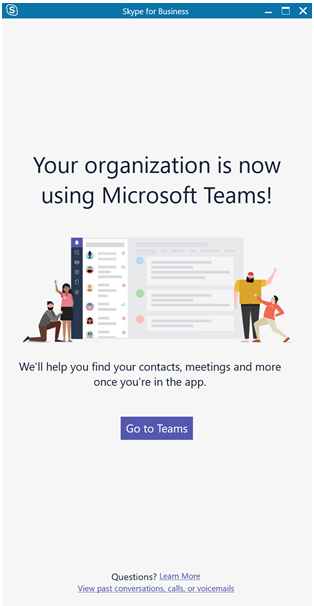 Skype for Business
Your organization is now
using Microsoft Teams!
We'll help you find your contacts, meetings and more
once you're in the app.
Go to Teams
Questions? Learn More
View past conversations, calls, or voicemails